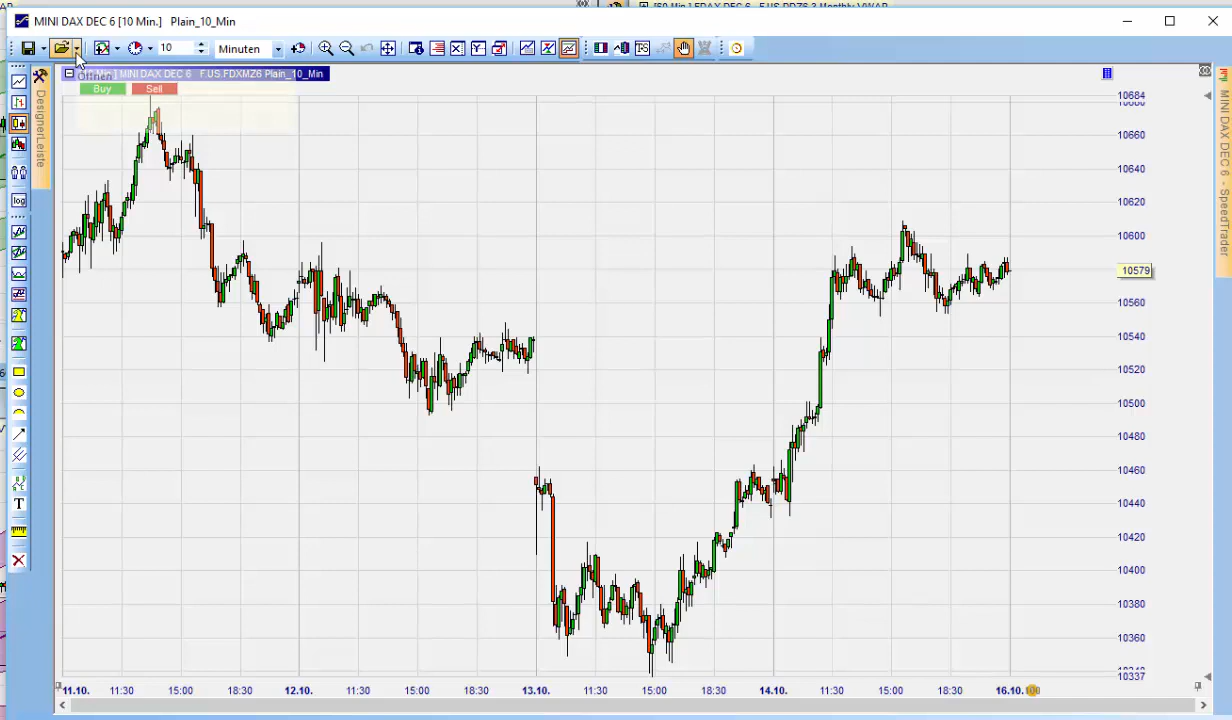 MINI DAX DEC 6 [10 Min.] Plain_10_Min
10 Minuten
] MINI DAX DEC 6 F.US.FDXMZ6 Plain_10_Min
Öffnen
Buy Sell
DesignerLeiste
log
T
MINI DAX DEC 6 - SpeedTrader
10684
10680
10660
10640
10620
10600
10579
10560
10540
10520
10500
10480
10460
10440
10420
10400
10380
10360
10340
10337
11.10. 11:30 15:00 18:30 12.10. 11:30 15:00 18:30 13.10. 11:30 15:00 18:30 14.10. 11:30 15:00 18:30 16.10.